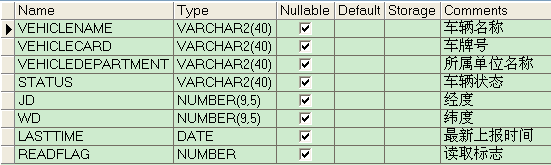 Name Type Nullable Default Storage Comments
VEHICLENAME VARCHAR2(40) 车辆名称
VEHICLECARD VARCHAR2(40) 车牌号
VEHICLEDEPARTMENT VARCHAR2(40) 所属单位名称
STATUS VARCHAR2(40) 车辆状态
JD NUMBER(9,5) 经度
WD NUMBER(9,5) 纬度
LASTTIME DATE 最新上报时间
READFLAG NUMBER 读取标志